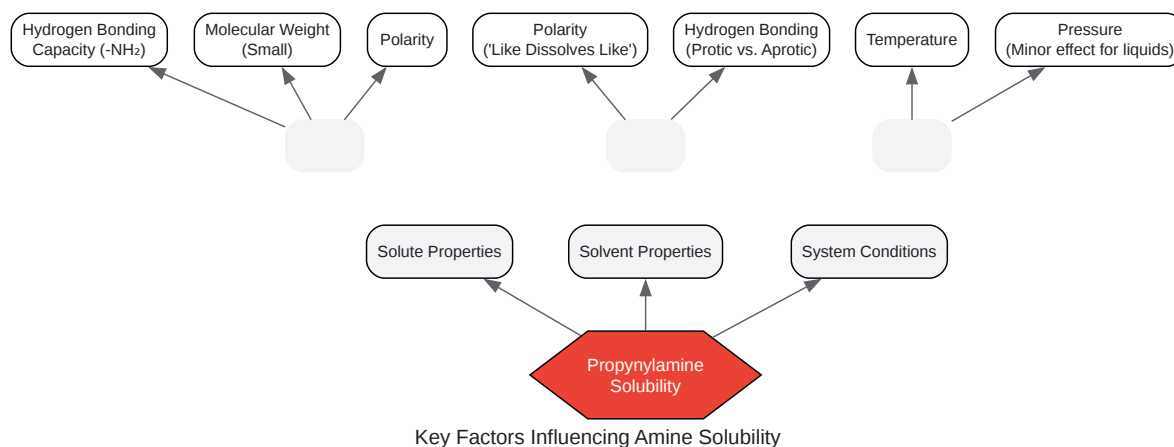 Hydrogen Bonding
Capacity (-NH₂)
Molecular Weight
(Small)
Polarity
Polarity
('Like Dissolves Like')
Hydrogen Bonding
(Protic vs. Aprotic)
Temperature
Pressure
(Minor effect for liquids)
Solute Properties
Solvent Properties
System Conditions
Propynylamine
Solubility
Key Factors Influencing Amine Solubility